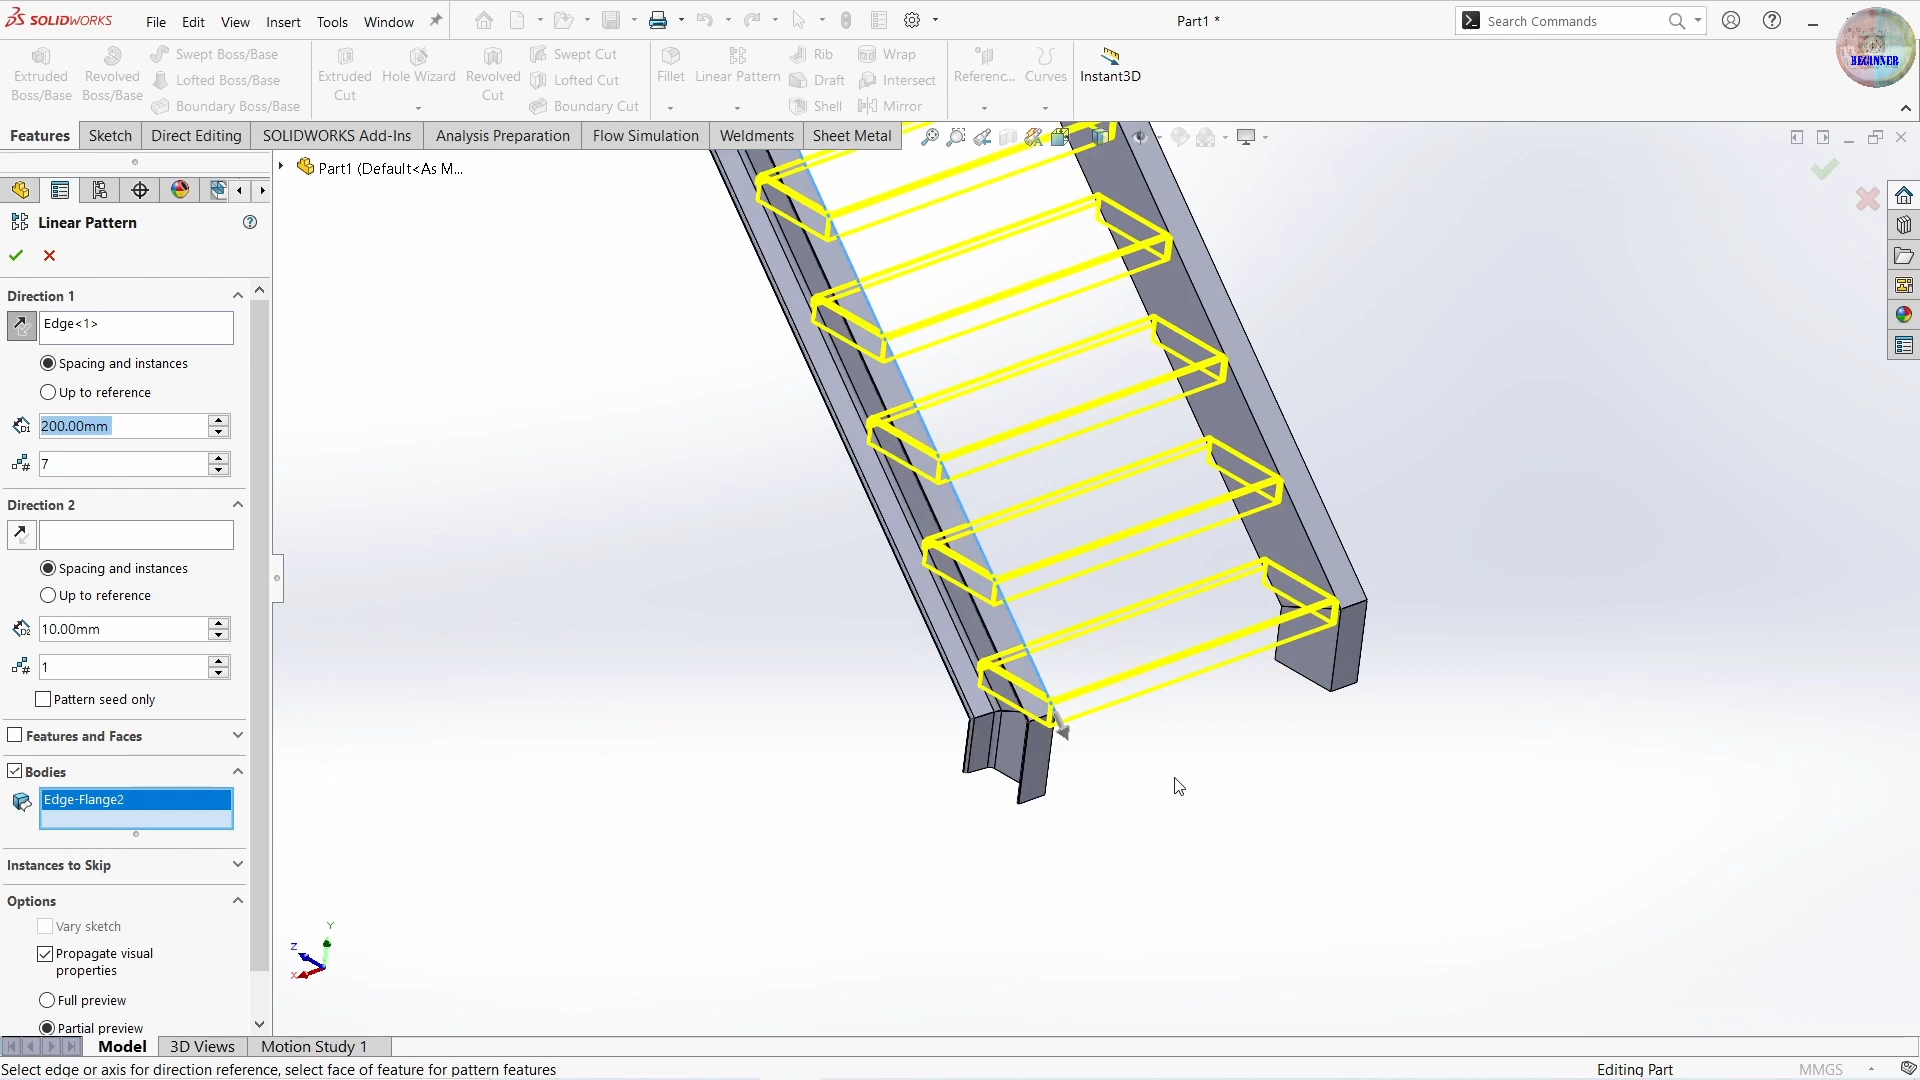 SOLIDWORKS
File Edit View Insert Tools Window
Part1 *
Search Commands
BEGINNER
Extruded Boss/Base
Revolved Boss/Base
Swept Boss/Base
Lofted Boss/Base
Boundary Boss/Base
Extruded Cut
Hole Wizard
Revolved Cut
Swept Cut
Lofted Cut
Boundary Cut
Fillet
Linear Pattern
Rib
Draft
Shell
Wrap
Intersect
Mirror
Referenc...
Curves
Instant3D
Features Sketch Direct Editing SOLIDWORKS Add-Ins Analysis Preparation Flow Simulation Weldments Sheet Metal
Part1 (Default<As M...
Linear Pattern
Direction 1
Edge<1>
Spacing and instances
Up to reference
D1 200.00mm
# 7
Direction 2
Spacing and instances
Up to reference
D2 10.00mm
# 1
Pattern seed only
Features and Faces
Bodies
Edge-Flange2
Instances to Skip
Options
Vary sketch
Propagate visual
properties
Full preview
Partial preview
Y
Z
X
Model 3D Views Motion Study 1
Select edge or axis for direction reference, select face of feature for pattern features
Editing Part
MMGS